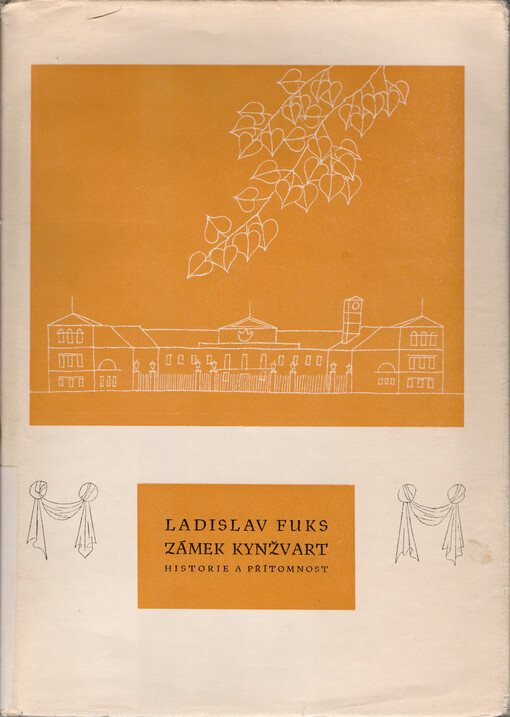 LADISLAV FUKS
ZÁMEK KYNŽVART
HISTORIE A PŘÍTOMNOST